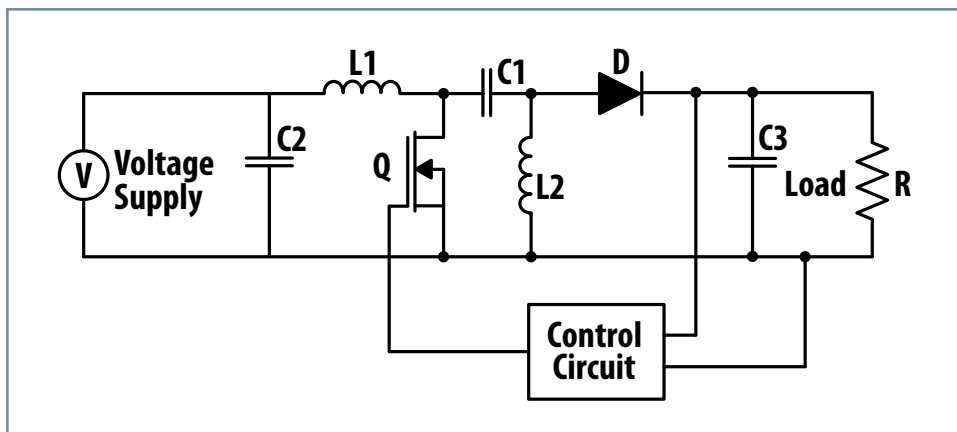 L1
C1
D
C2
Q
L2
C3
V
Voltage
Supply
Load
R
Control
Circuit